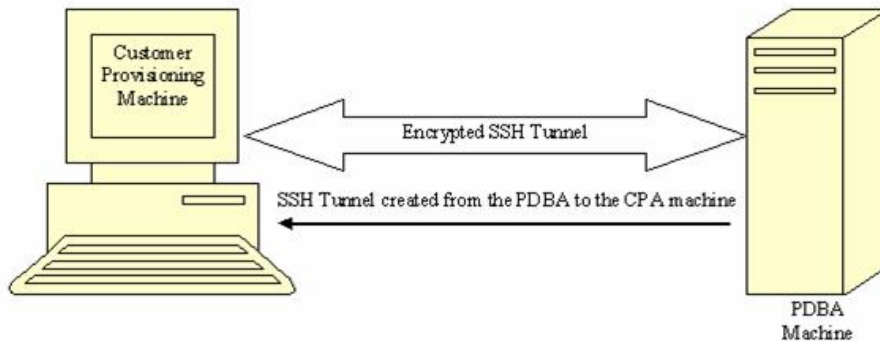 Customer
Provisioning
Machine
Encrypted SSH Tunnel
SSH Tunnel created from the PDBA to the CPA machine
PDBA
Machine